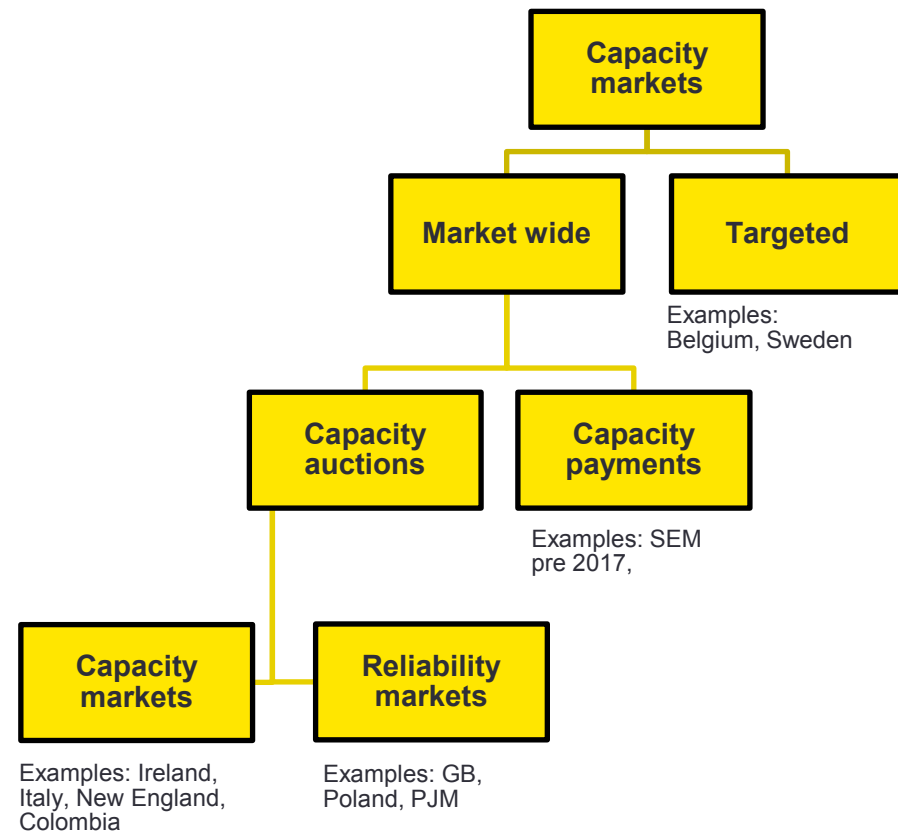 Capacity
markets
Market wide
Targeted
Examples:
Belgium, Sweden
Capacity
auctions
Capacity
payments
Examples: SEM
pre 2017,
Capacity
markets
Reliability
markets
Examples: Ireland,
Italy, New England,
Colombia
Examples: GB,
Poland, PJM